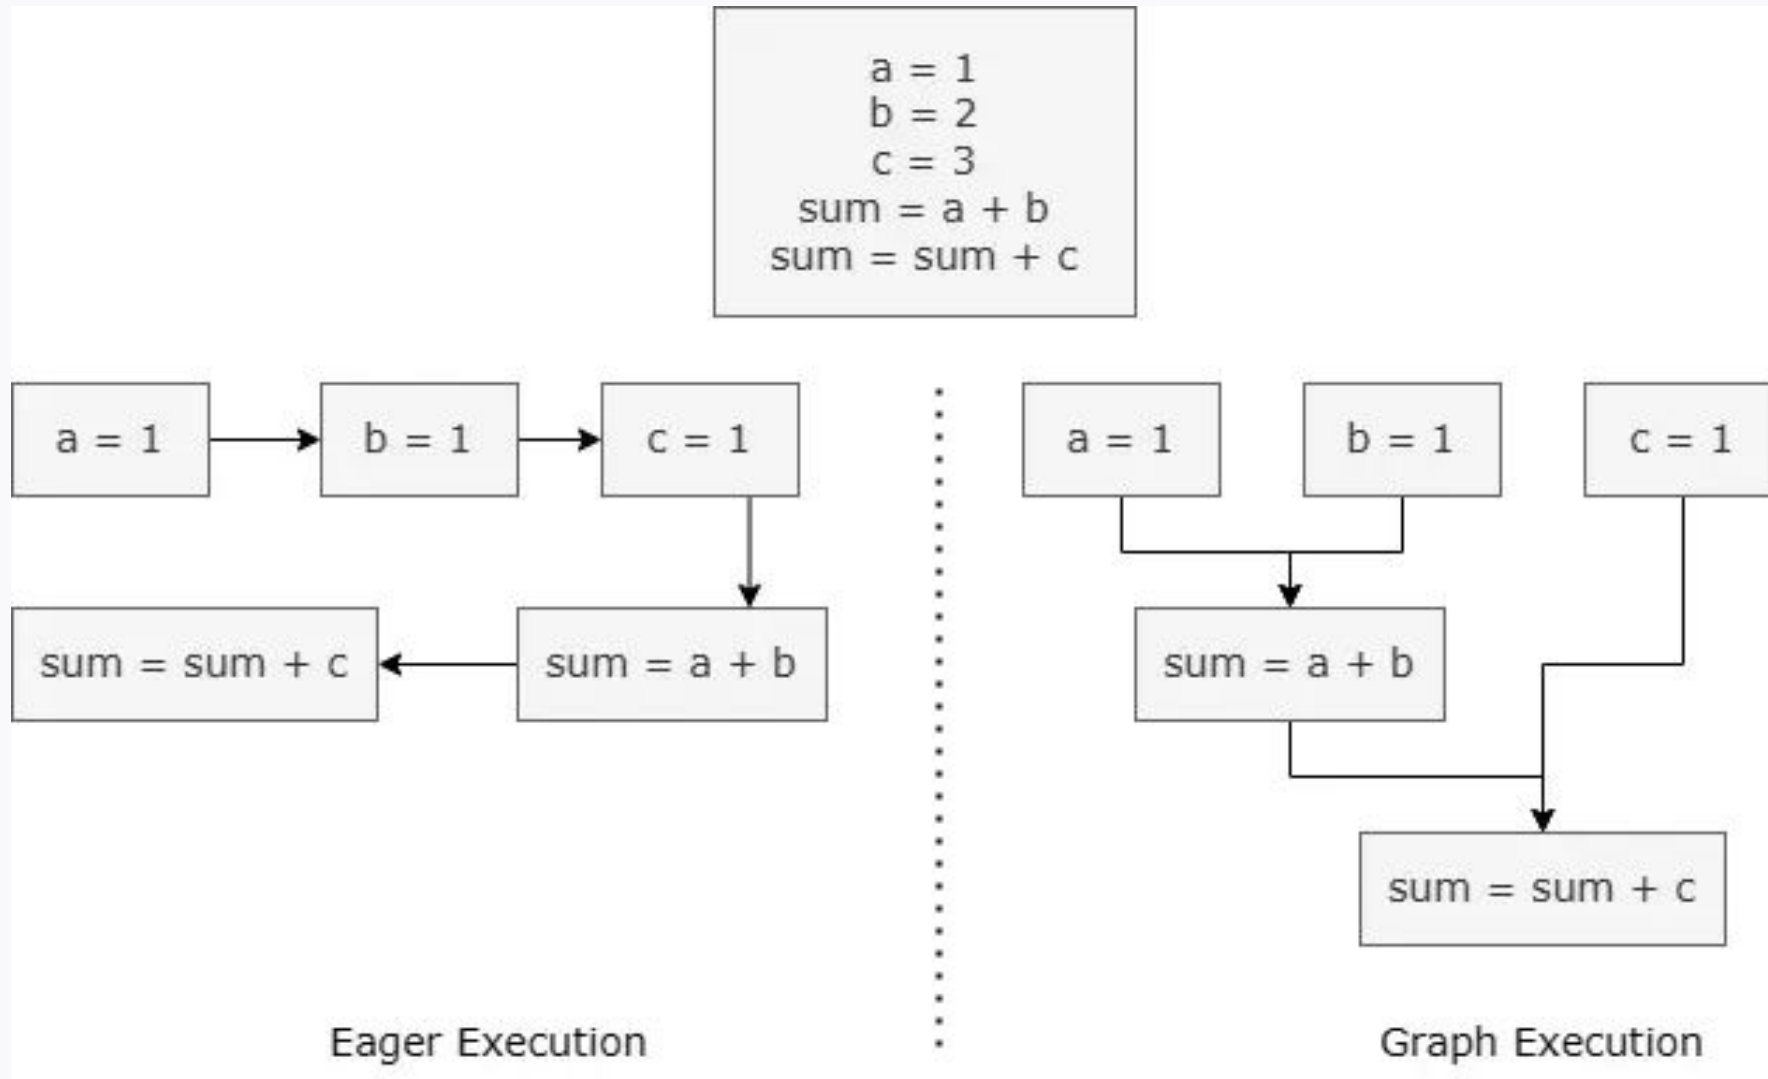 a = 1
b = 2
c = 3
sum = a + b
sum = sum + c
a = 1
b = 1
c = 1
sum = sum + c
sum = a + b
Eager Execution
a = 1
b = 1
c = 1
sum = a + b
sum = sum + c
Graph Execution